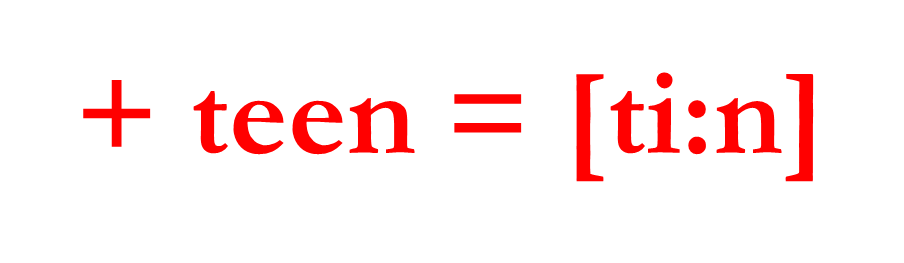 + teen = [ti:n]